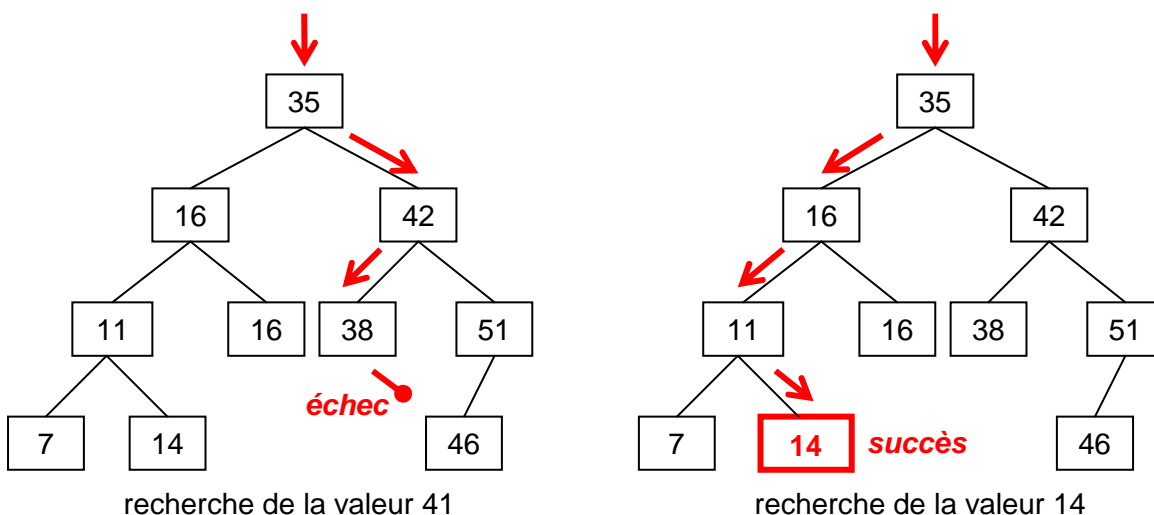 35
16 42
11 16 38 51
échec
7 14 46
recherche de la valeur 41
35
16 42
11 16 38 51
7 14 succès 46
recherche de la valeur 14